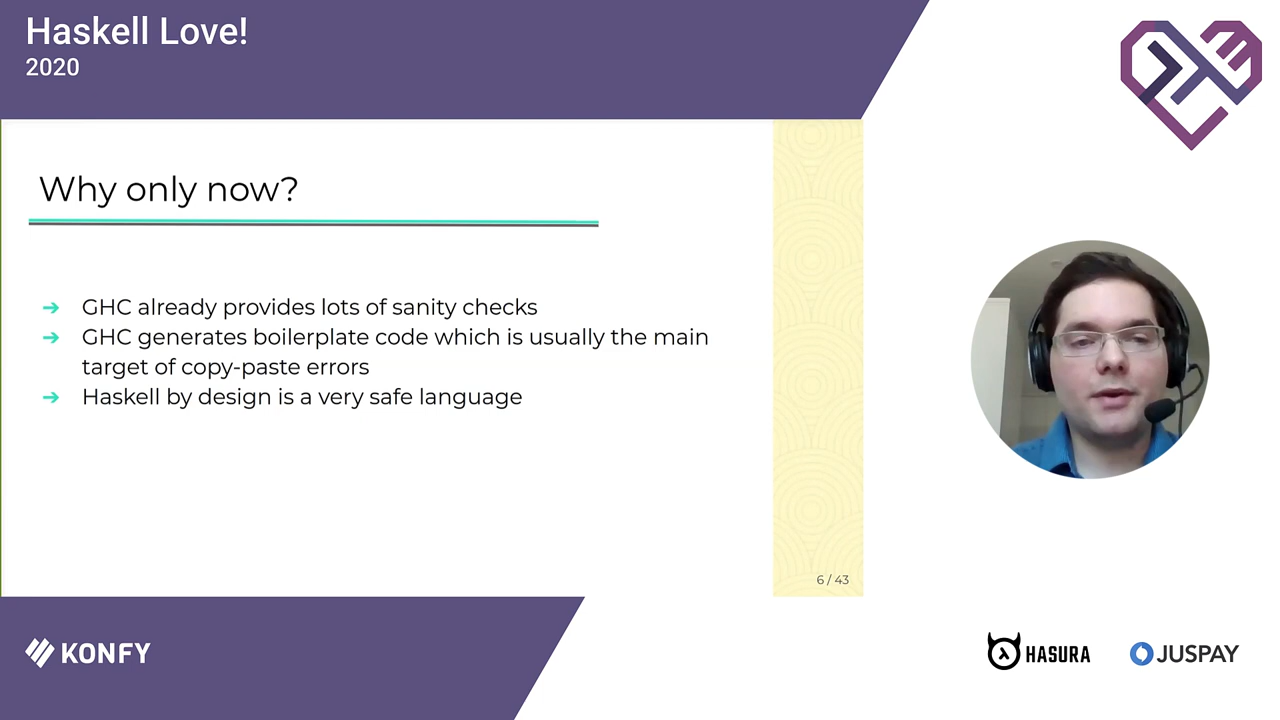 Haskell Love!
2020
Why only now?
➔ GHC already provides lots of sanity checks
➔ GHC generates boilerplate code which is usually the main
target of copy-paste errors
➔ Haskell by design is a very safe language
6 / 43
KONFY
HASURA
JUSPAY